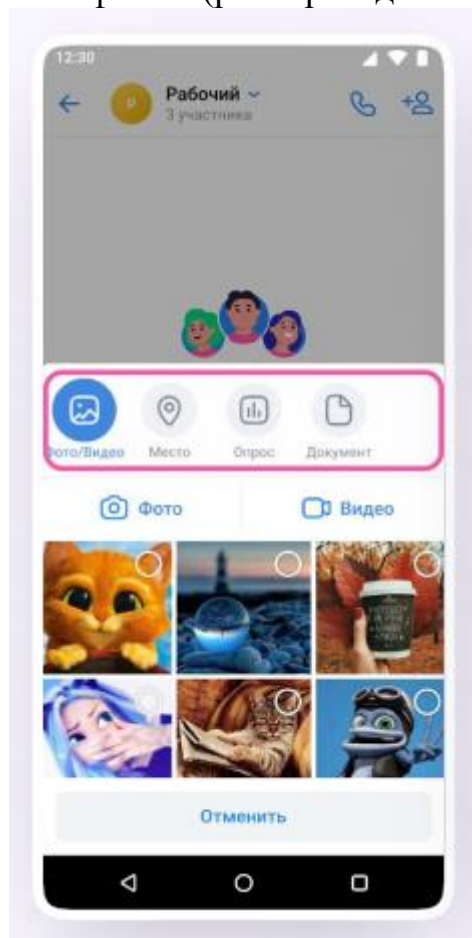 12:30
Рабочий
3 участника
Фото/Видео Место Опрос Документ
Фото Видео
Отменить